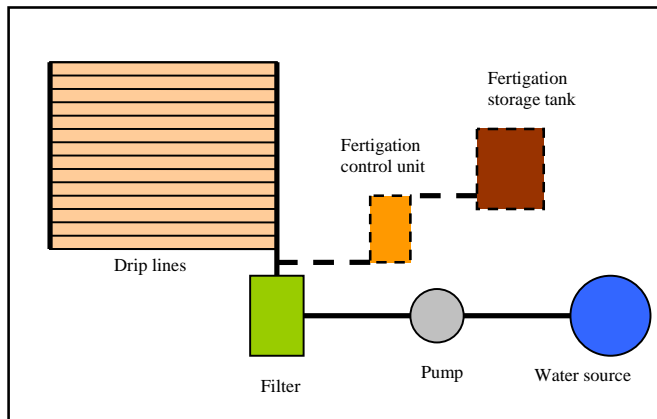 Fertigation
storage tank
Fertigation
control unit
Drip lines
Filter
Pump
Water source